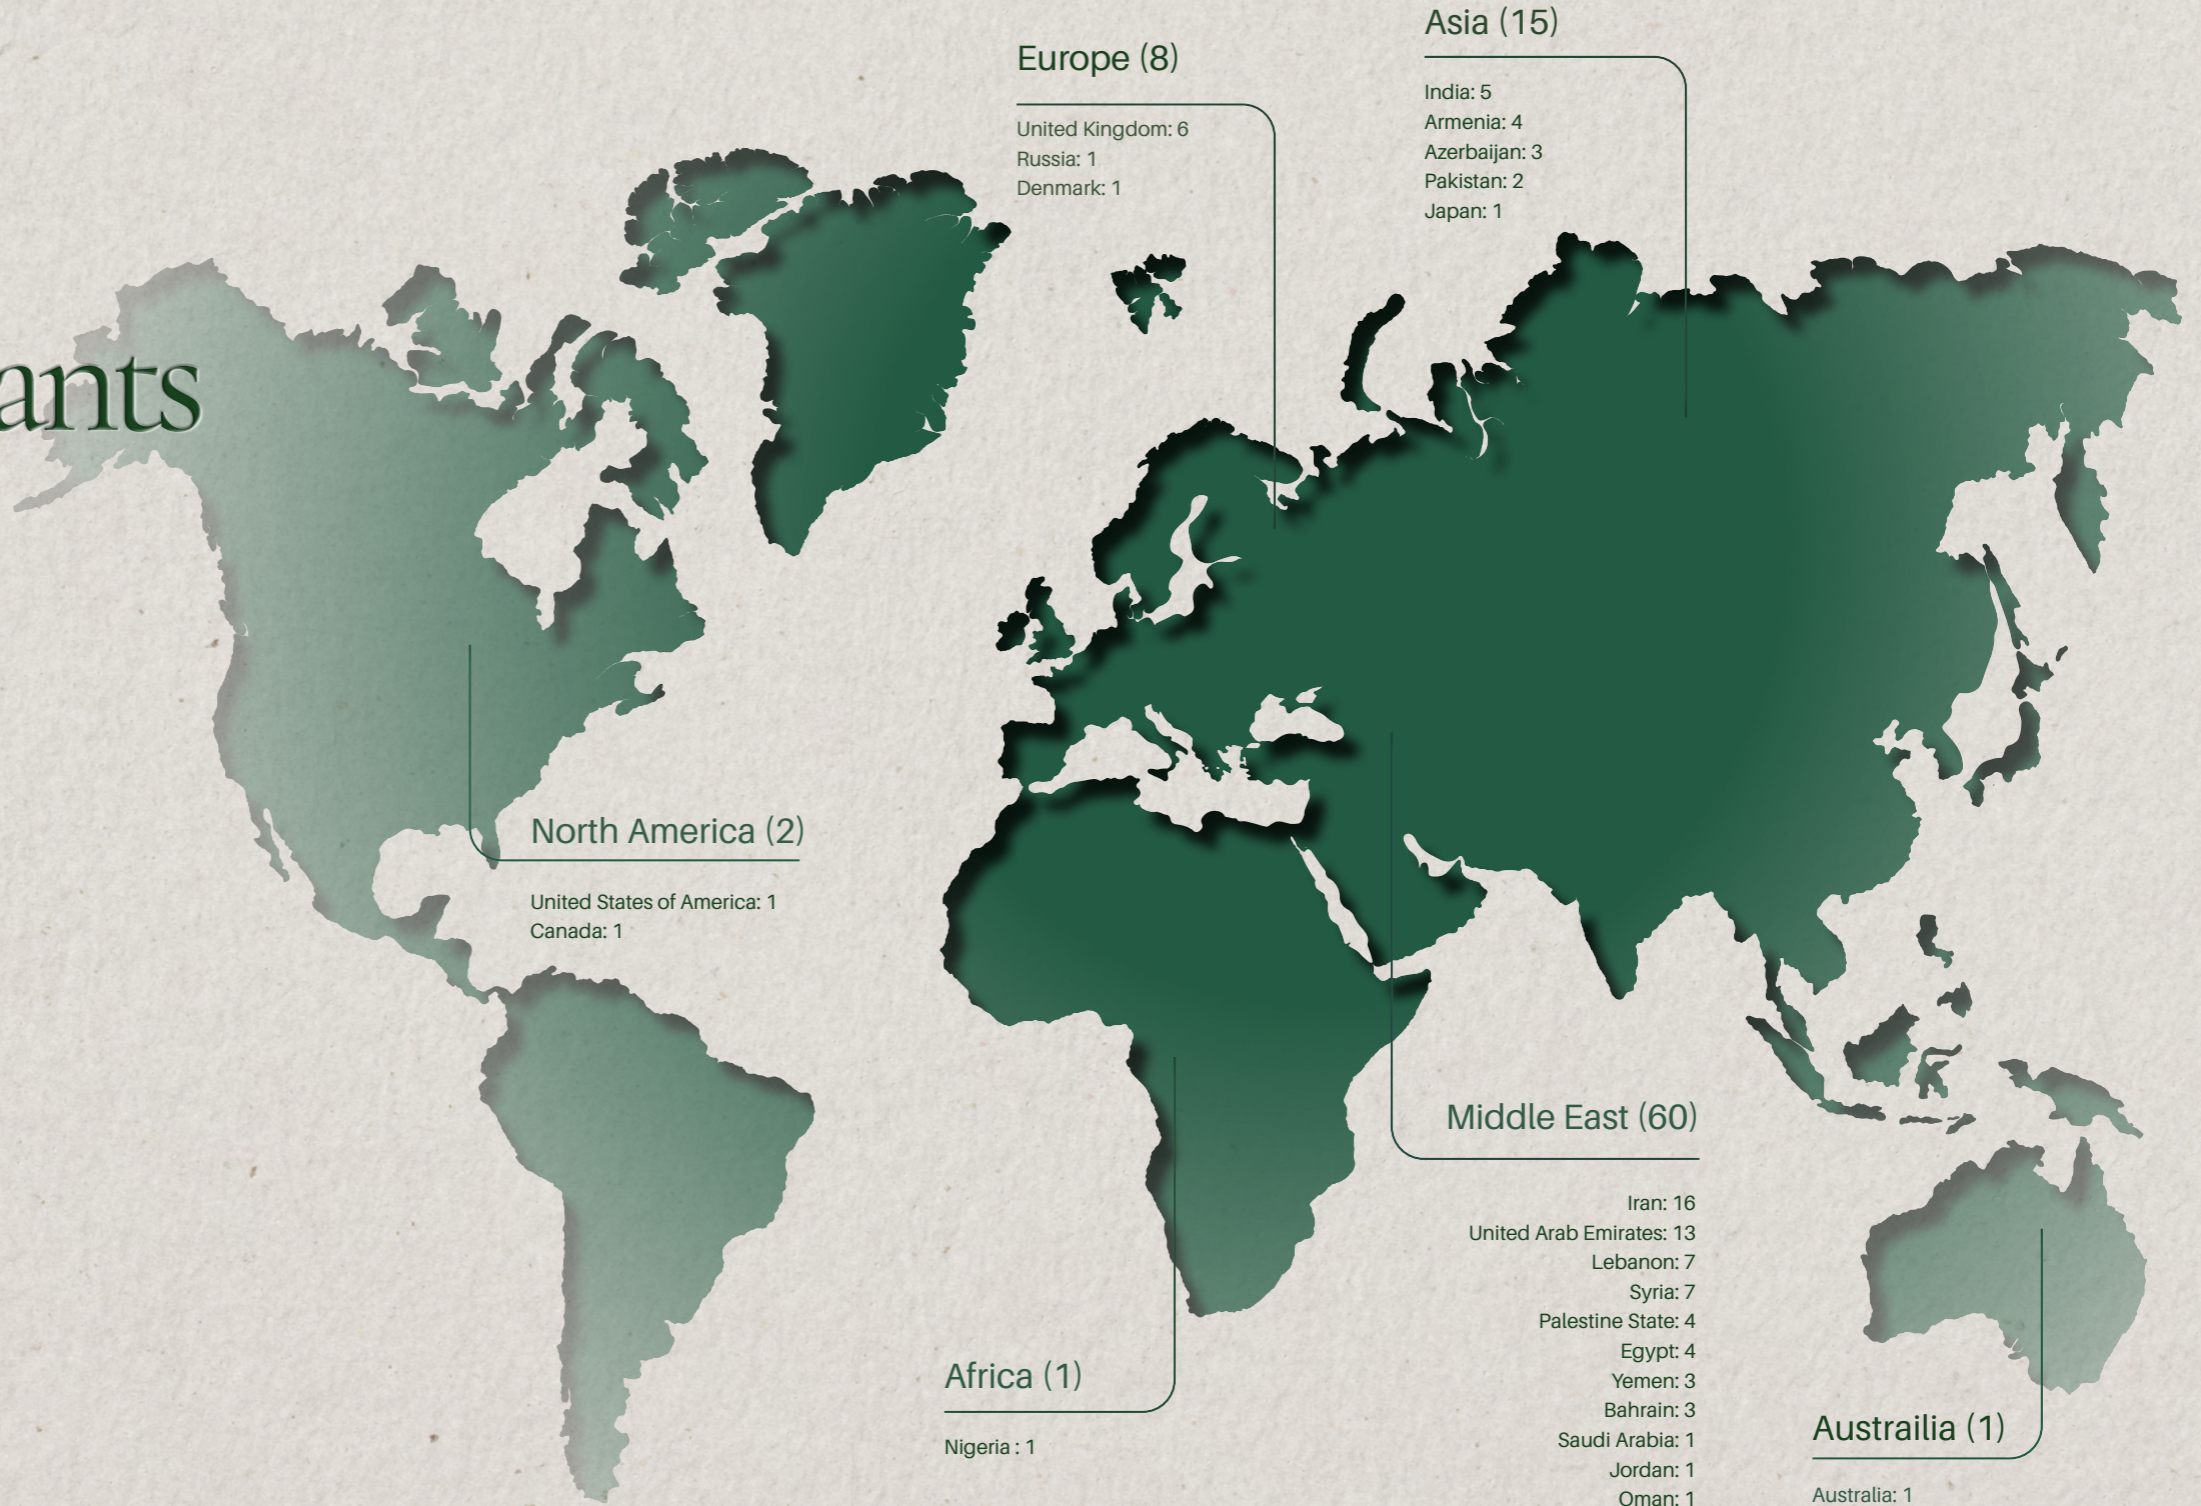 ants
Europe (8)
United Kingdom: 6
Russia: 1
Denmark: 1
Asia (15)
India: 5
Armenia: 4
Azerbaijan: 3
Pakistan: 2
Japan: 1
North America (2)
United States of America: 1
Canada: 1
Middle East (60)
Iran: 16
United Arab Emirates: 13
Lebanon: 7
Syria: 7
Palestine State: 4
Egypt: 4
Yemen: 3
Bahrain: 3
Saudi Arabia: 1
Jordan: 1
Oman: 1
Africa (1)
Nigeria : 1
Austrailia (1)
Australia: 1